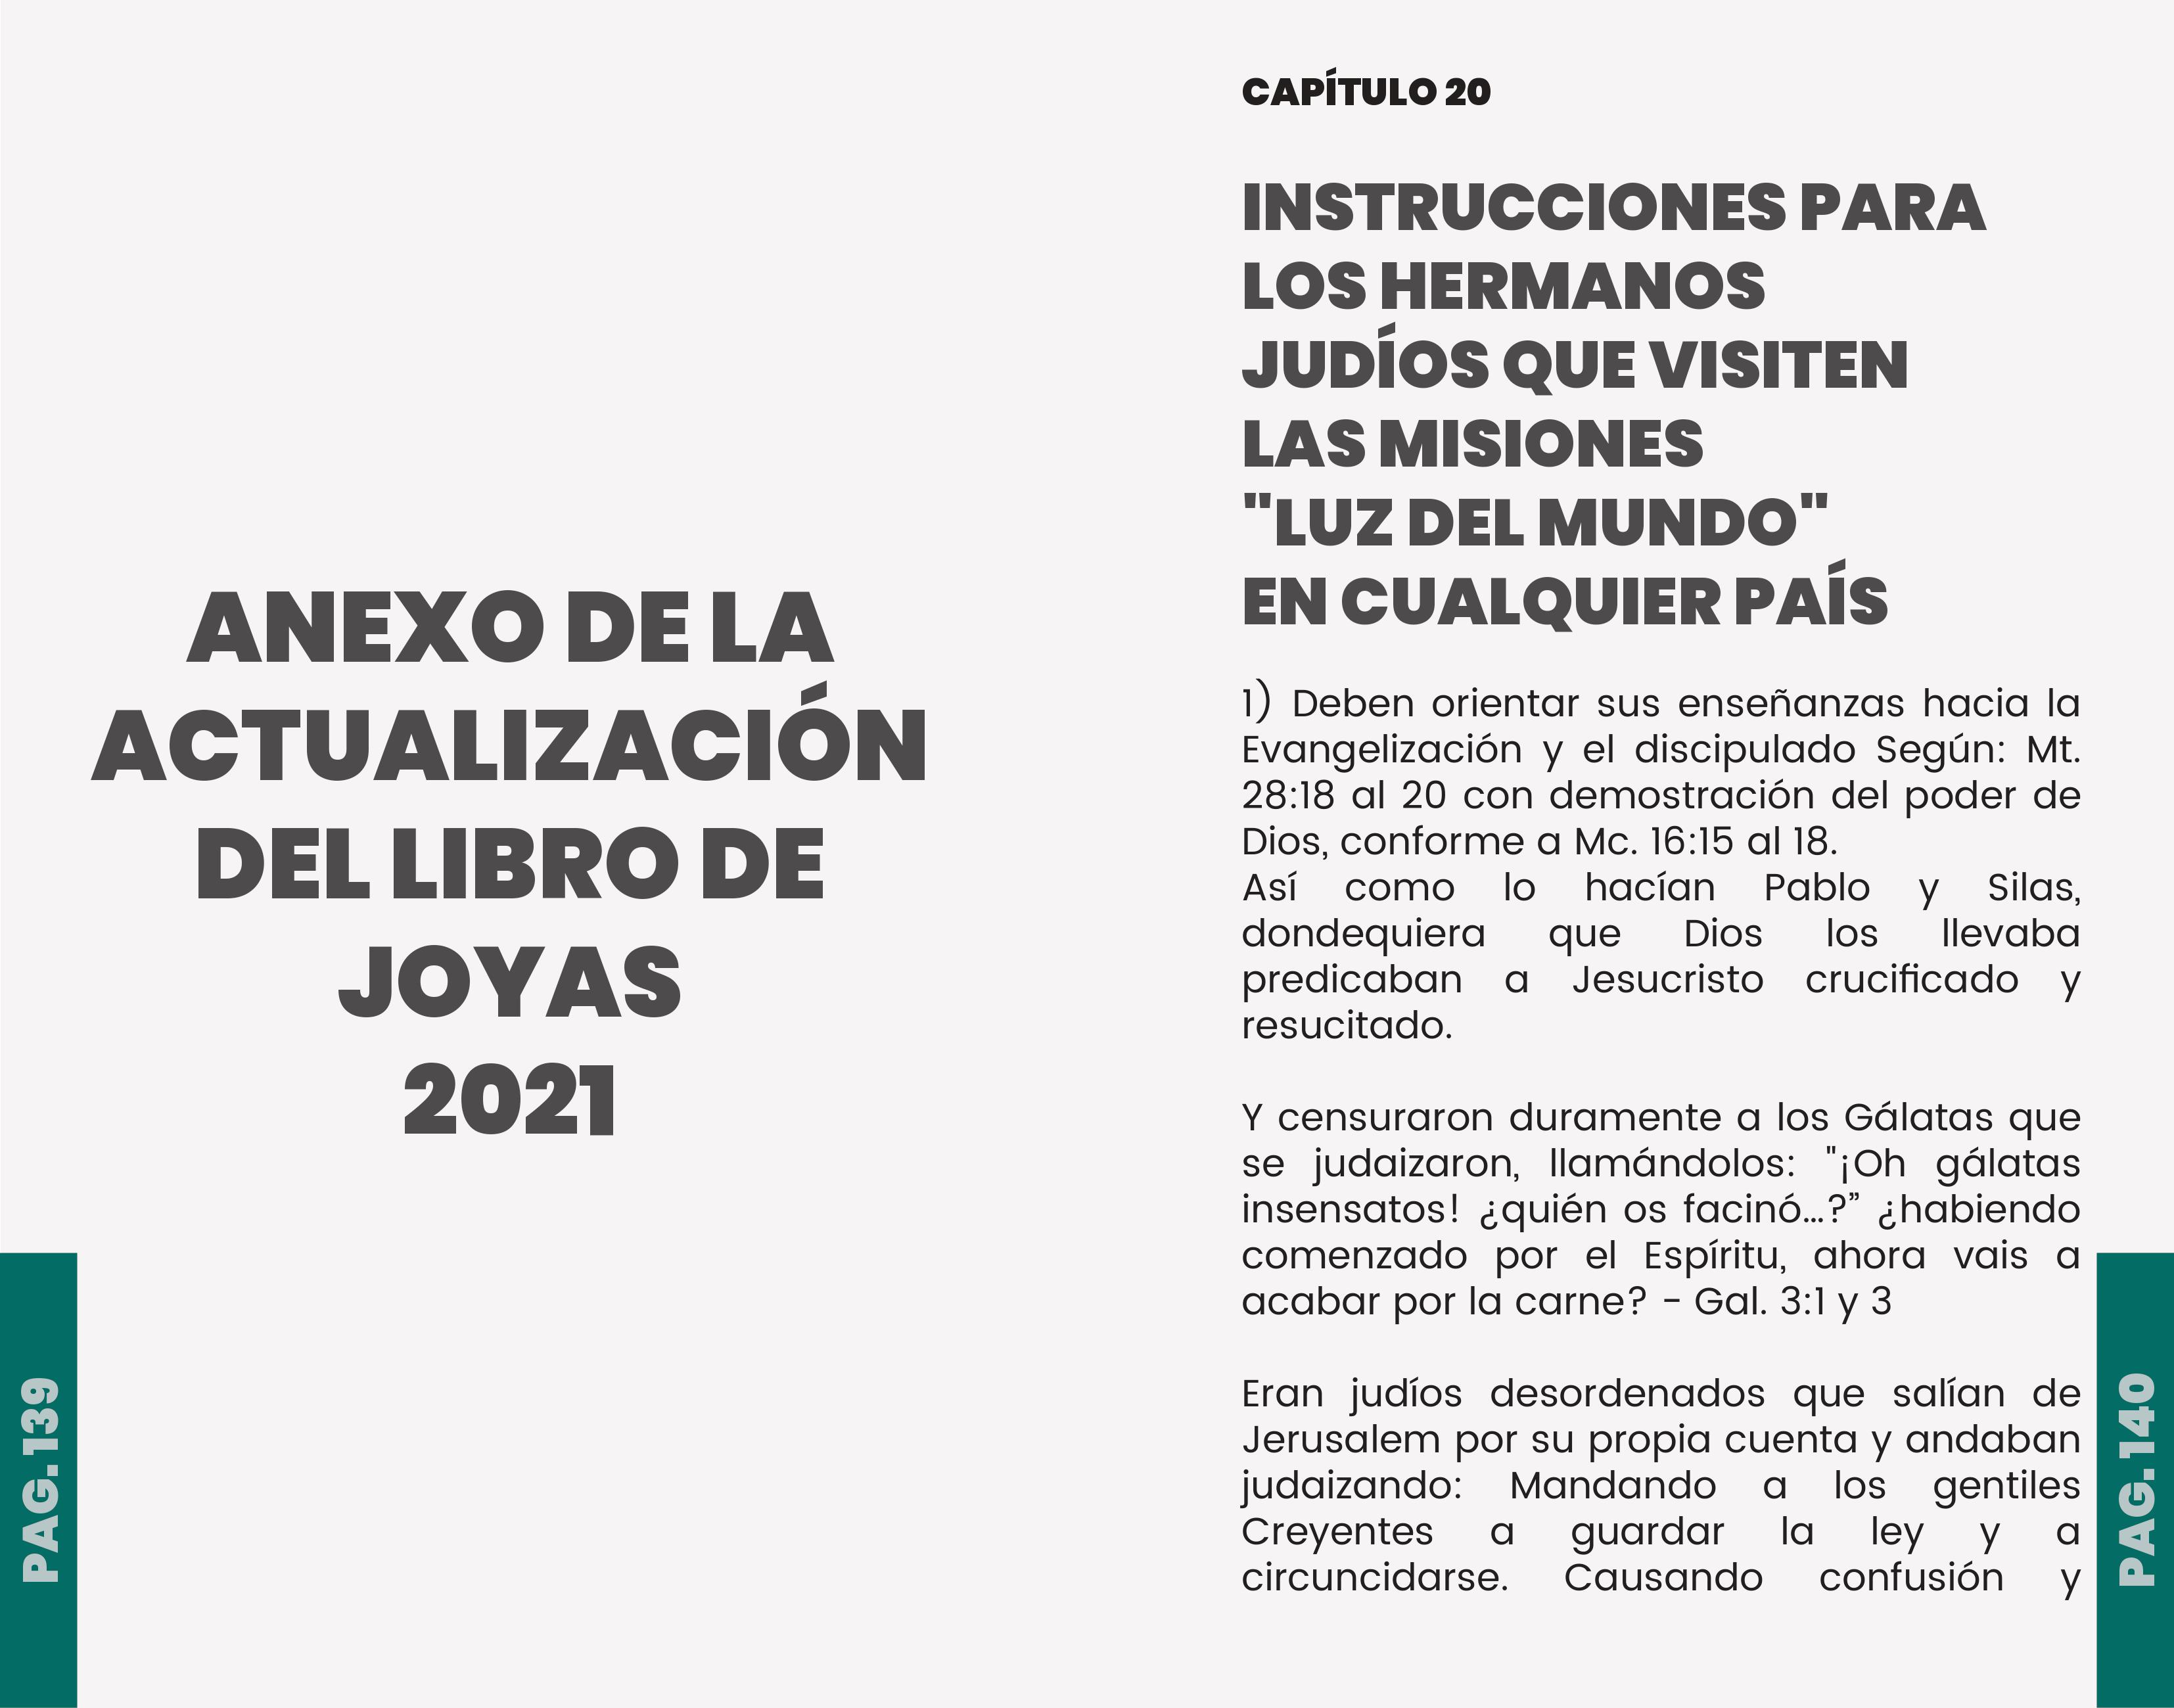 ANEXO DE LA
ACTUALIZACIÓN
DEL LIBRO DE
JOYAS
2021
PAG. 139
CAPÍTULO 20
INSTRUCCIONES PARA
LOS HERMANOS
JUDÍOS QUE VISITEN
LAS MISIONES
"LUZ DEL MUNDO"
EN CUALQUIER PAÍS
1) Deben orientar sus enseñanzas hacia la
Evangelización y el discipulado Según: Mt.
28:18 al 20 con demostración del poder de
Dios, conforme a Mc. 16:15 al 18.
Así como lo hacían Pablo y Silas,
dondequiera que Dios los llevaba
predicaban a Jesucristo crucificado y
resucitado.
Y censuraron duramente a los Gálatas que
se judaizaron, llamándolos: "¡Oh gálatas
insensatos! ¿quién os facinó...?” ¿habiendo
comenzado por el Espíritu, ahora vais a
acabar por la carne? - Gal. 3:1 y 3
Eran judíos desordenados que salían de
Jerusalem por su propia cuenta y andaban
judaizando: Mandando a los gentiles
Creyentes a guardar la ley y a
circuncidarse. Causando confusión y
PAG.140